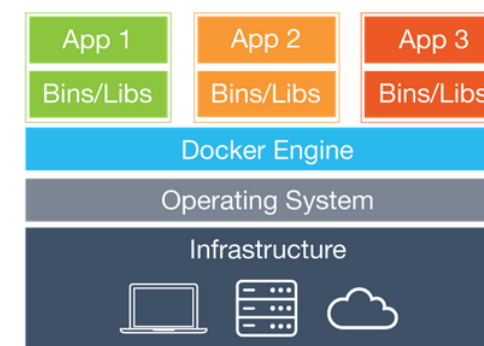 App 1
App 2
App 3
Bins/Libs
Bins/Libs
Bins/Libs
Docker Engine
Operating System
Infrastructure